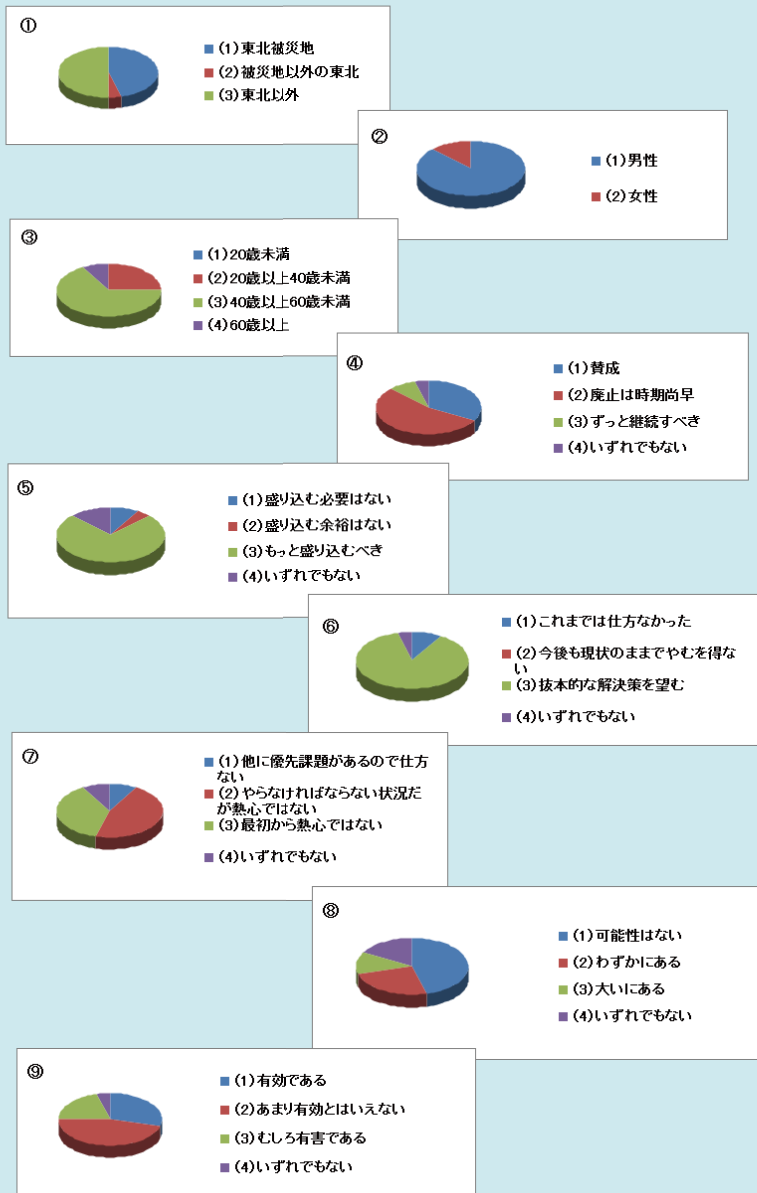 ①
(1)東北被災地
(2)被災地以外の東北
(3)東北以外
②
(1)男性
(2)女性
③
(1)20歳未満
(2)20歳以上40歳未満
(3)40歳以上60歳未満
(4)60歳以上
④
(1)賛成
(2)廃止は時期尚早
(3)ずっと継続すべき
(4)いずれでもない
⑤
(1)盛り込む必要はない
(2)盛り込む余裕はない
(3)もっと盛り込むべき
(4)いずれでもない
⑥
(1)これまでは仕方なかった
(2)今後も現状のままでやむを得な
い
(3)抜本的な解決策を望む
(4)いずれでもない
⑦
(1)他に優先課題があるので仕方
ない
(2)やらなければならない状況だ
が熱心ではない
(3)最初から熱心ではない
(4)いずれでもない
⑧
(1)可能性はない
(2)わずかにある
(3)大いにある
(4)いずれでもない
⑨
(1)有効である
(2)あまり有効とはいえない
(3)むしろ有害である
(4)いずれでもない